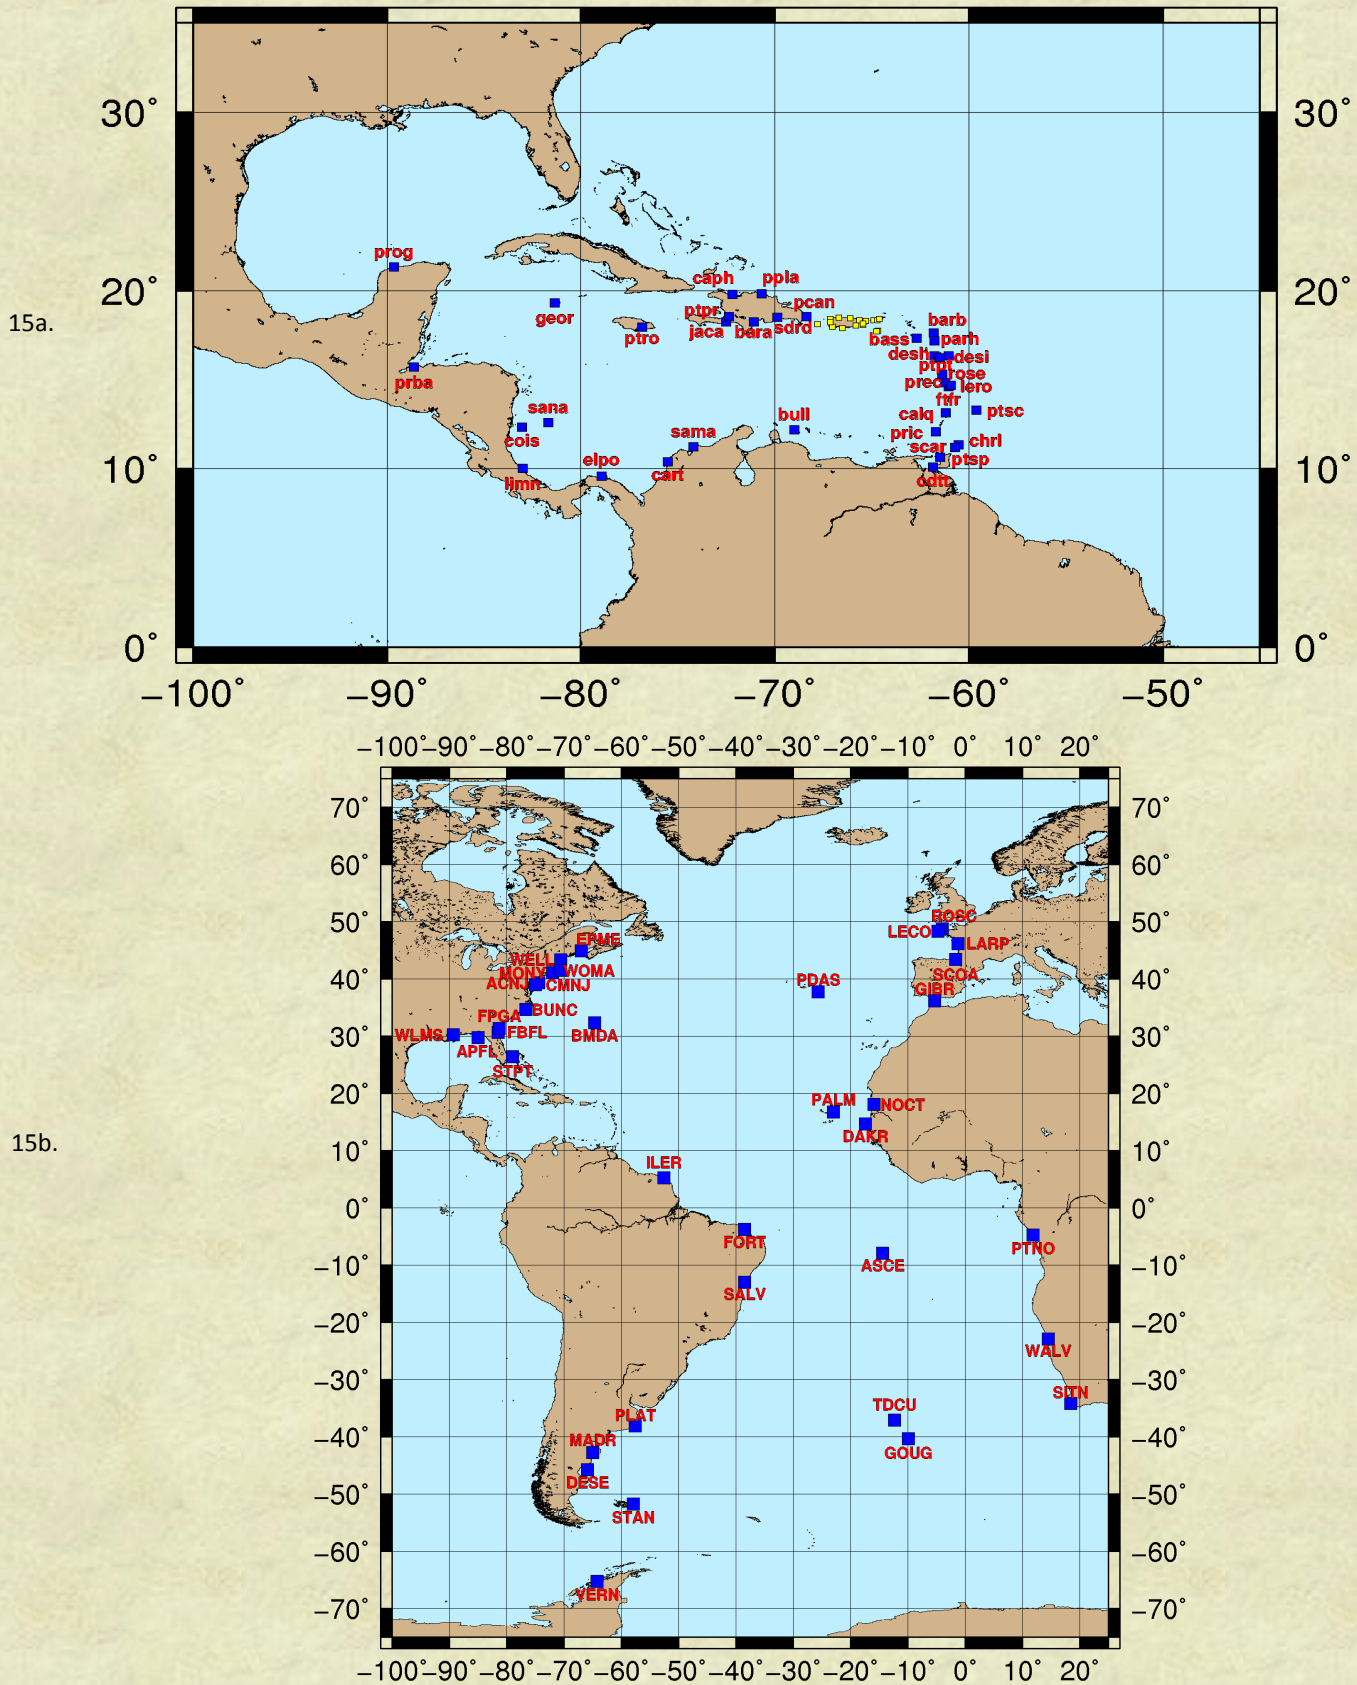 30° 30°
prog
caph ppla
20° 20°
ptpr pcan
15a.
geor
barb
ptro jaca bara sdrd
bass parh
desh desi
ptpt
rose
prba prec lero
ftfr
sana calq ptsc
bull
cois sama pric chrl
scar
elpo ptsp
10° 10°
limn cart
cdtt
0° 0°
−100° −90° −80° −70° −60° −50°
−100° −90° −80° −70° −60° −50° −40° −30° −20° −10° 0° 10° 20°
70° 70°
60° 60°
50° 50°
ROSC
LECO
EPME LARP
WELL
MONY WOMA SCOA
40° 40°
PDAS
ACNJ CMNJ GIBR
BUNC
FPGA
30° 30°
WLMS FBFL BMDA
APFL
STPT
20° 20°
PALM NOCT
DAKR
15b.
10° 10°
ILER
0° 0°
FORT PTNO
ASCE
−10° −10°
SALV
−20° −20°
WALV
−30° −30°
SITN
TDCU
PLAT
−40° −40°
MADR
GOUG
DESE
−50° −50°
STAN
−60° −60°
VERN
−70° −70°
−100° −90° −80° −70° −60° −50° −40° −30° −20° −10° 0° 10° 20°